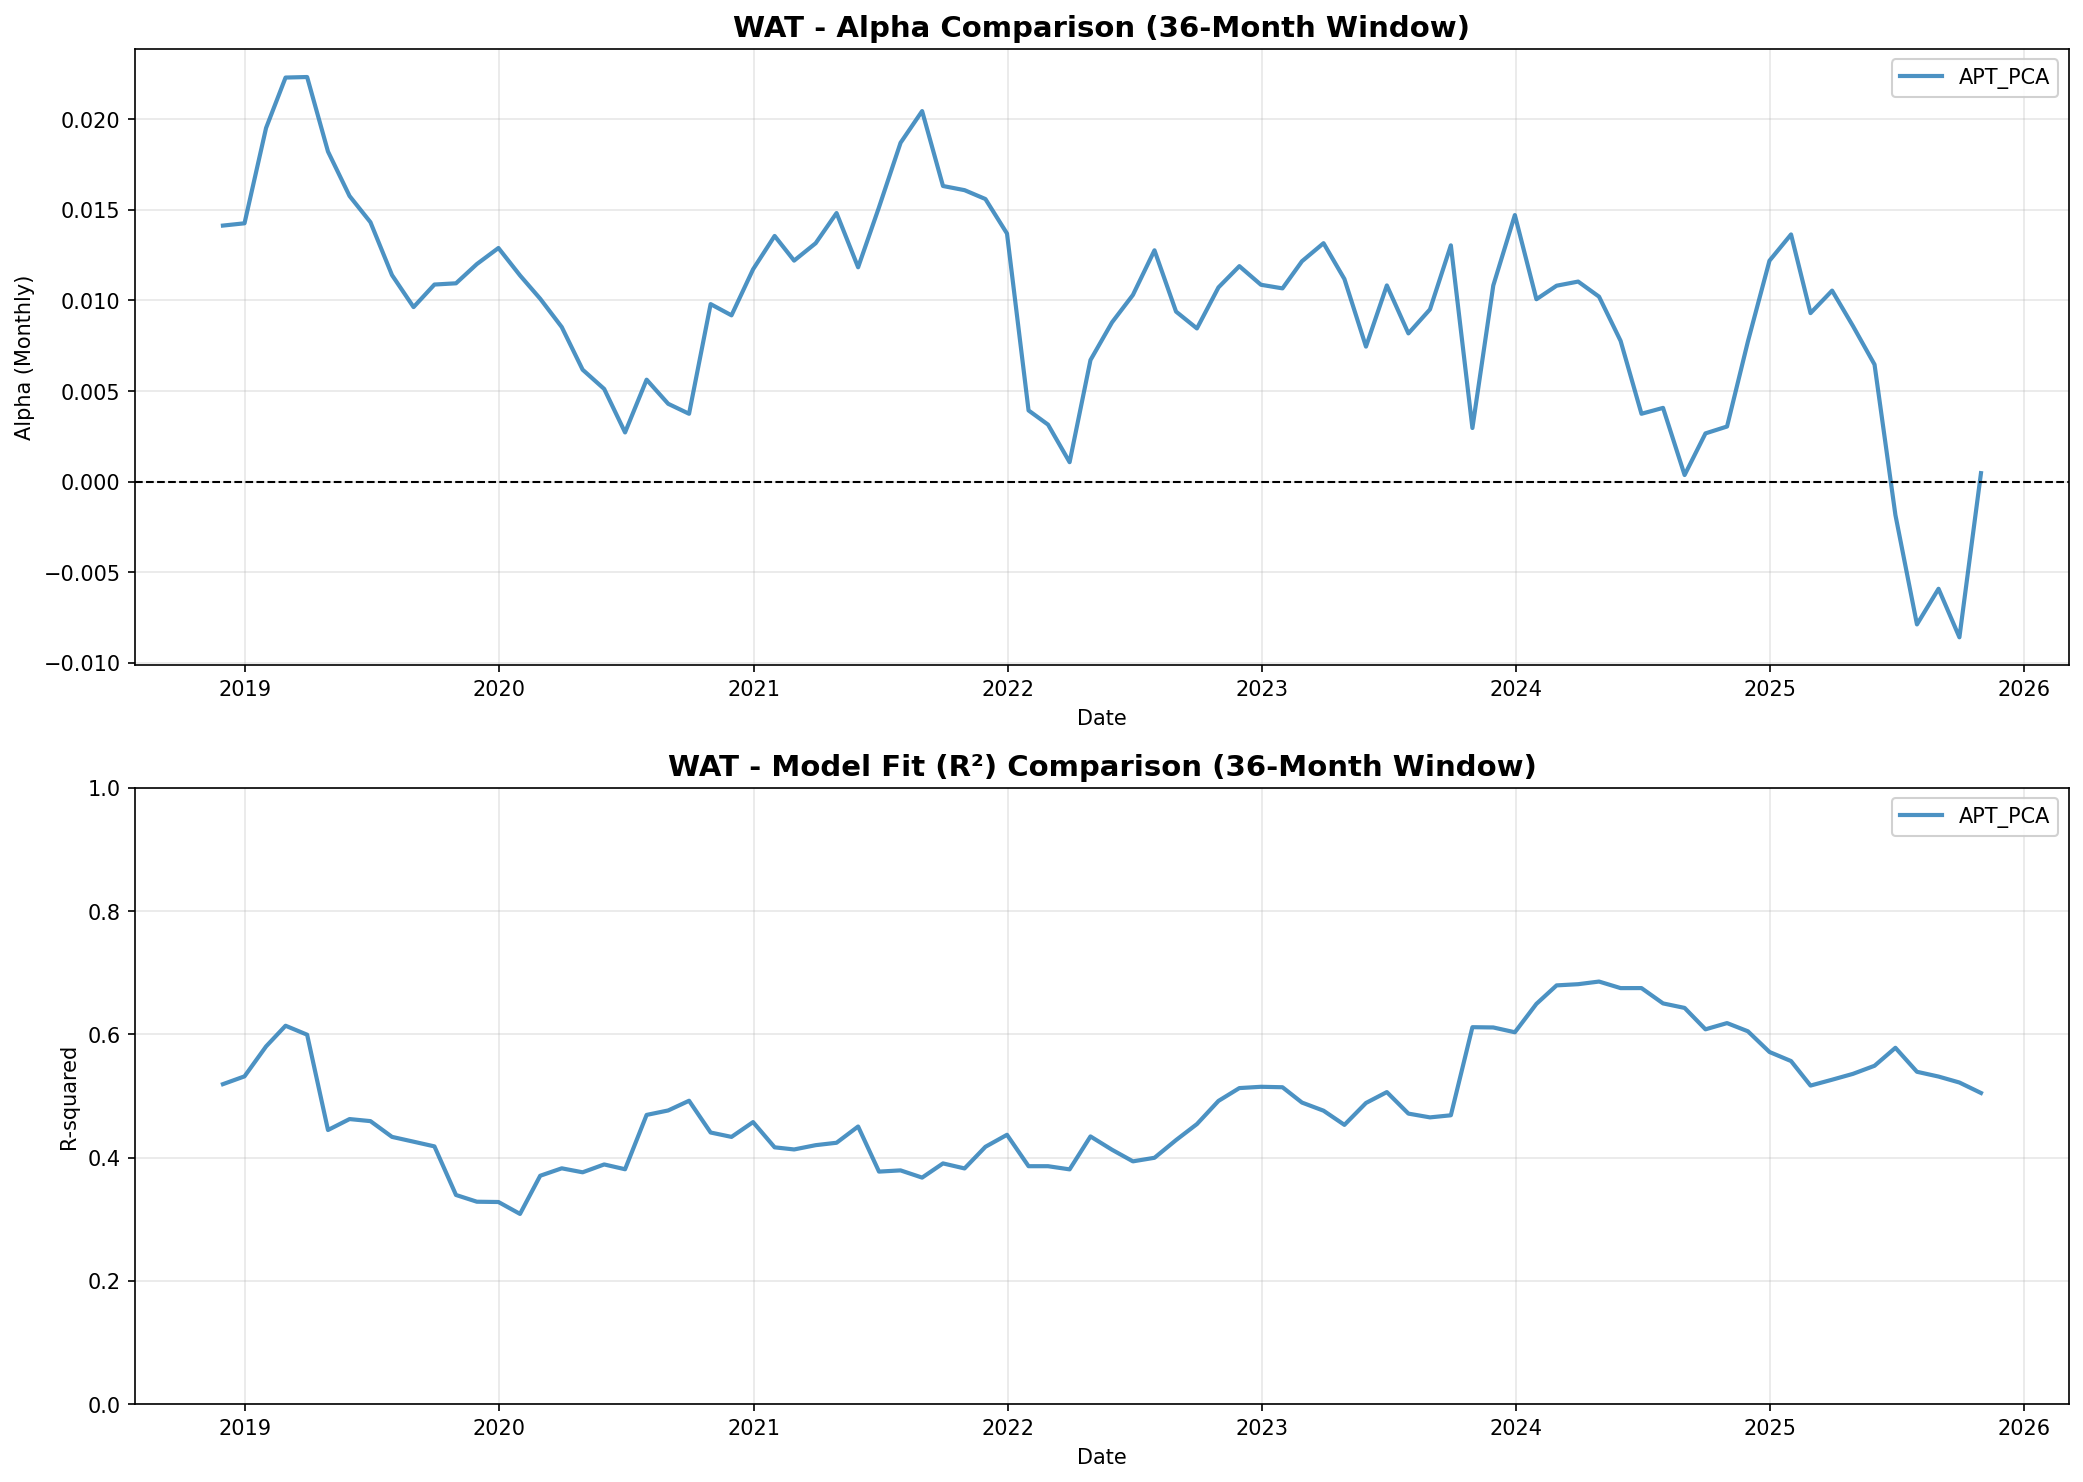 WAT - Alpha Comparison (36-Month Window)
APT_PCA
Alpha (Monthly)
0.020
0.015
0.010
0.005
0.000
−0.005
−0.010
2019 2020 2021 2022 2023 2024 2025 2026
Date
WAT - Model Fit (R²) Comparison (36-Month Window)
APT_PCA
R-squared
1.0
0.8
0.6
0.4
0.2
0.0
2019 2020 2021 2022 2023 2024 2025 2026
Date